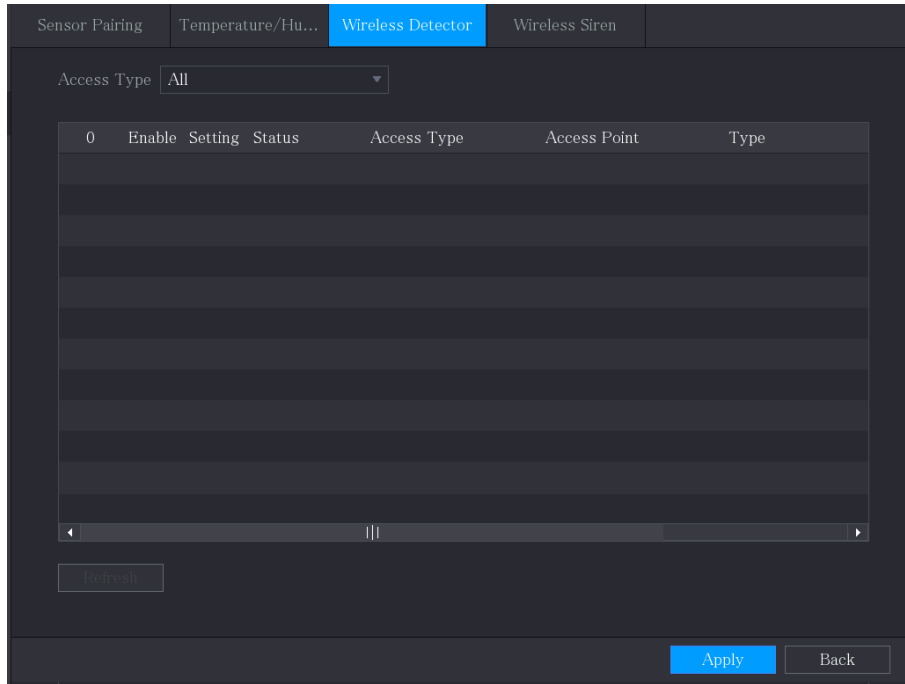 Sensor Pairing Temperature/Hu... Wireless Detector Wireless Siren
Access Type All
0 Enable Setting Status Access Type Access Point Type
Refresh
Apply Back